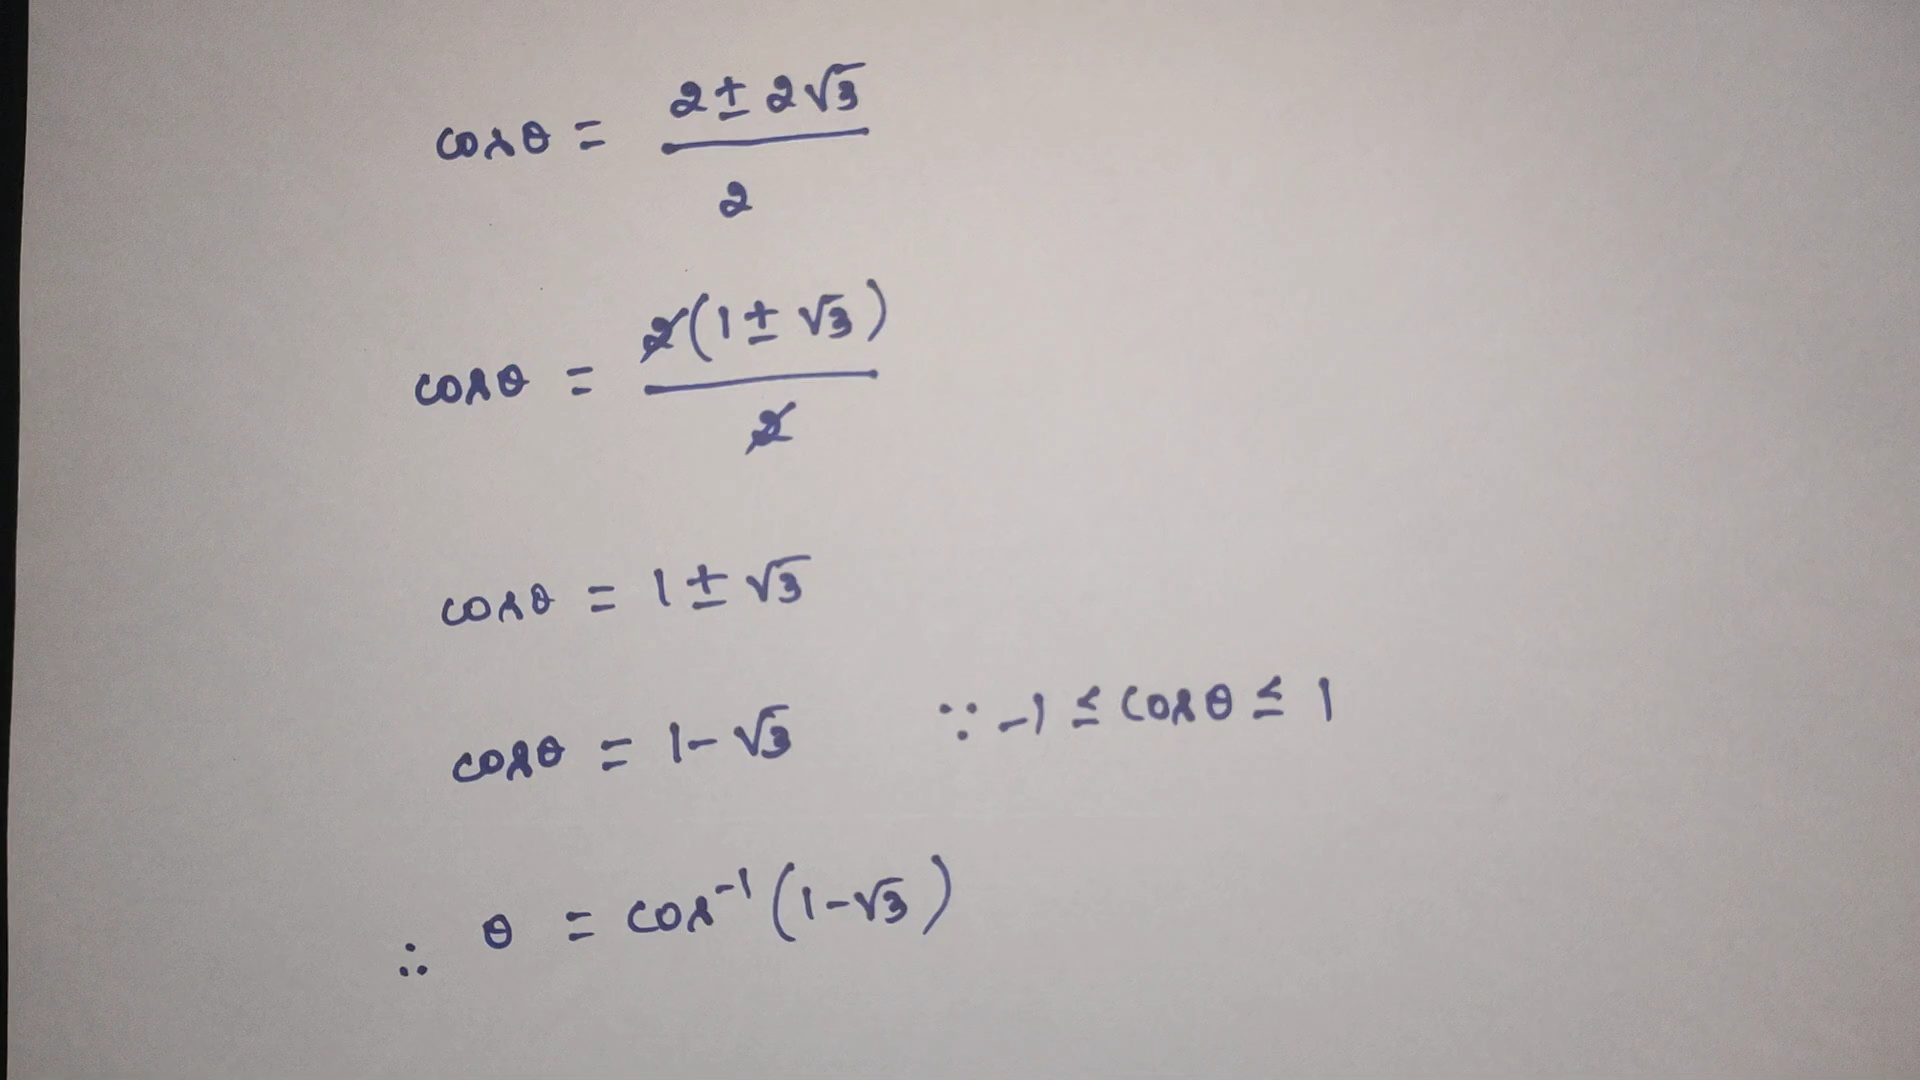 cosθ = 2 ± 2√3 / 2
cosθ = 2(1 ± √3) / 2
cosθ = 1 ± √3
cosθ = 1 - √3 ∵ -1 ≤ cosθ ≤ 1
∴ θ = cos⁻¹(1-√3)